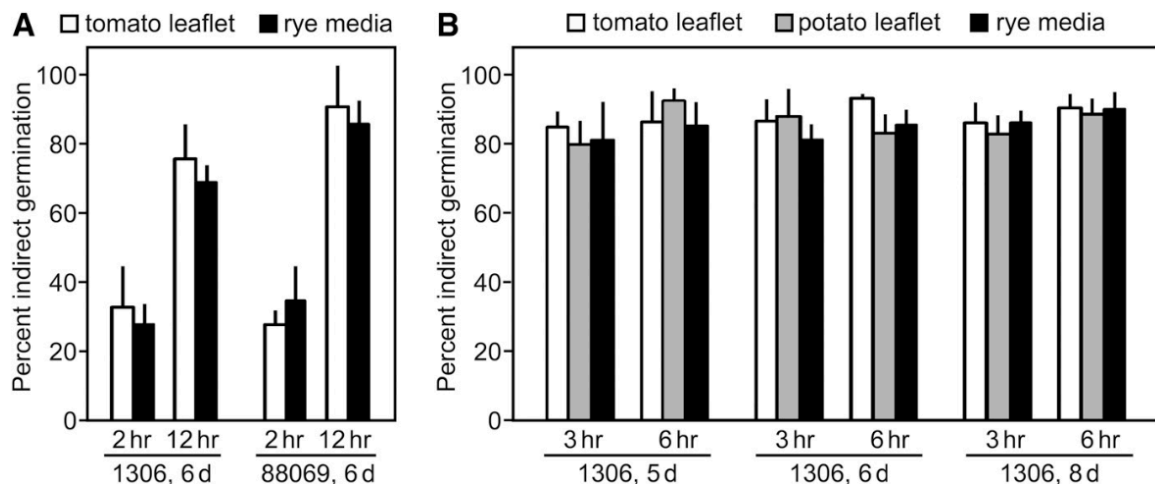 A tomato leaflet rye media
Percent indirect germination
100
80
60
40
20
0
2 hr 12 hr 2 hr 12 hr
1306, 6 d 88069, 6 d
B tomato leaflet potato leaflet rye media
Percent indirect germination
100
80
60
40
20
0
3 hr 6 hr 3 hr 6 hr 3 hr 6 hr
1306, 5 d 1306, 6 d 1306, 8 d